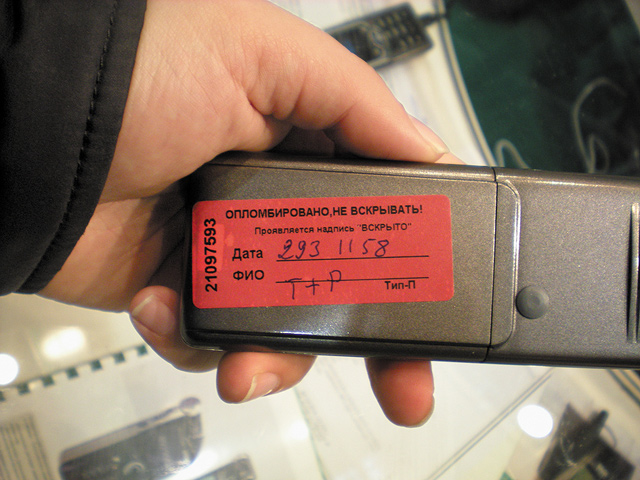 ОПЛОМБИРОВАНО,НЕ ВСКРЫВАТЬ!
Проявляется надпись "ВСКРЫТО"
Дата 293 1158
ФИО Т+Р
Тип-П
21097593